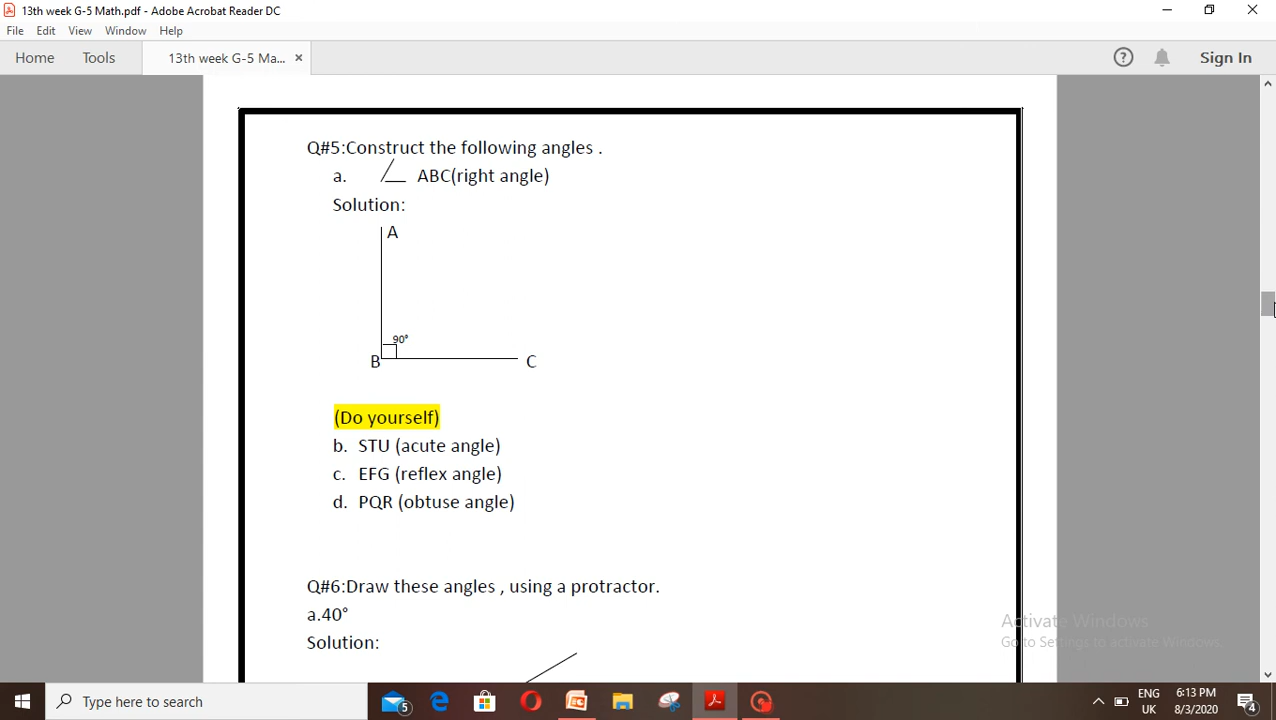 13th week G-5 Math.pdf - Adobe Acrobat Reader DC
File Edit View Window Help
Home Tools 13th week G-5 Ma... × ? Sign In
Q#5:Construct the following angles .
a. ∠ ABC(right angle)
Solution:
A
90°
B C
(Do yourself)
b. STU (acute angle)
c. EFG (reflex angle)
d. PQR (obtuse angle)
Q#6:Draw these angles , using a protractor.
a.40°
Solution:
Activate Windows
Go to Settings to activate Windows.
Type here to search
5
ENG
UK
6:13 PM
8/3/2020
4